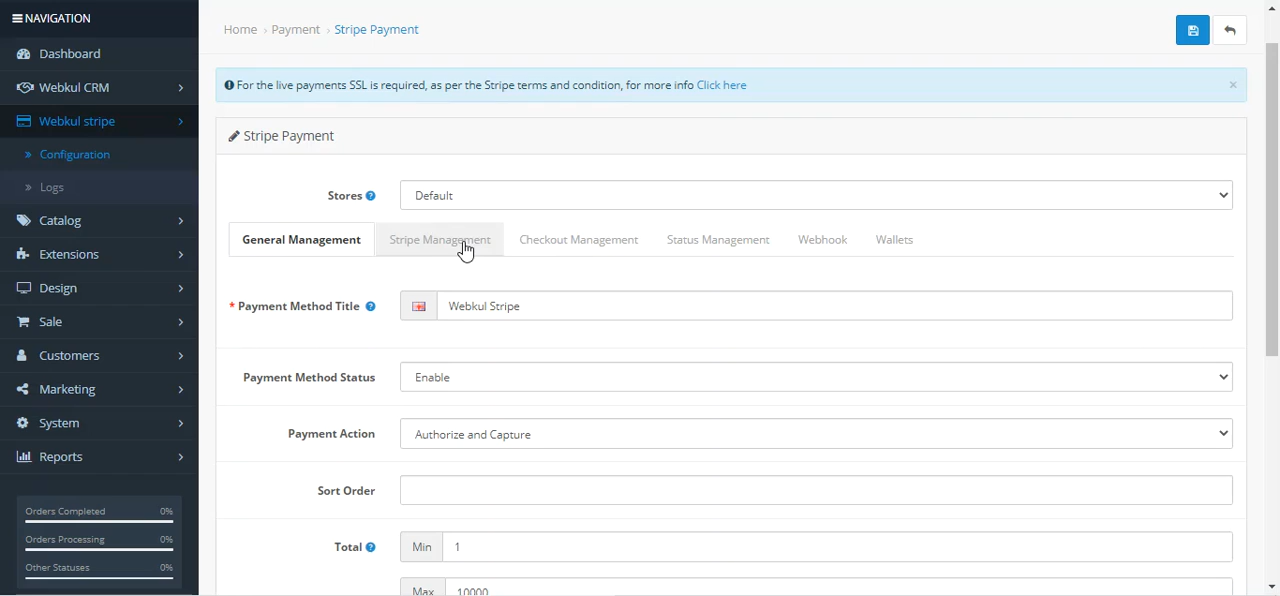 NAVIGATION
Dashboard
Webkul CRM
Webkul stripe
» Configuration
» Logs
Catalog
Extensions
Design
Sale
Customers
Marketing
System
Reports
Orders Completed 0%
Orders Processing 0%
Other Statuses 0%
Home › Payment › Stripe Payment
For the live payments SSL is required, as per the Stripe terms and condition, for more info Click here ×
Stripe Payment
Stores Default
General Management Stripe Management Checkout Management Status Management Webhook Wallets
* Payment Method Title Webkul Stripe
Payment Method Status Enable
Payment Action Authorize and Capture
Sort Order
Total Min 1
Max 10000